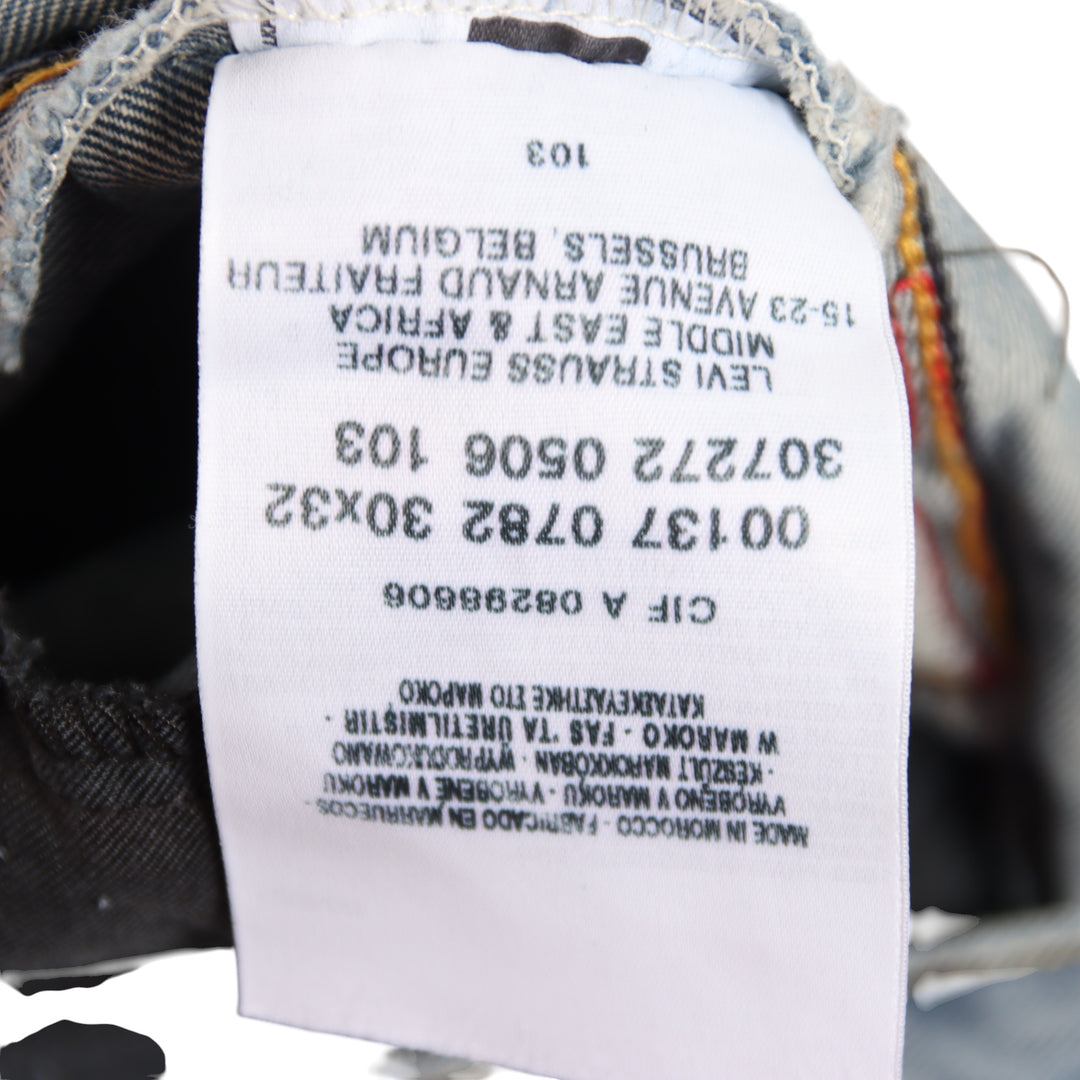 MADE IN MOROCCO - FABRICADO EN MARRUECOS -
VYROBENO V MAROKU - VYROBENÉ V MAROKU
- KÉSZÜLT MAROKKÓBAN - WYPRODUKOWANO
W MAROKO - FAS 'TA ÜRETILMISTIR -
ΚΑΤΑΣΚΕΥΑΣΤΗΚΕ ΣΤΟ ΜΑΡΟΚΟ
CIF A 08298606
00137 0782 30x32
307272 0506 103
LEVI STRAUSS EUROPE
MIDDLE EAST & AFRICA
15-23 AVENUE ARNAUD FRAITEUR
BRUSSELS, BELGIUM
103